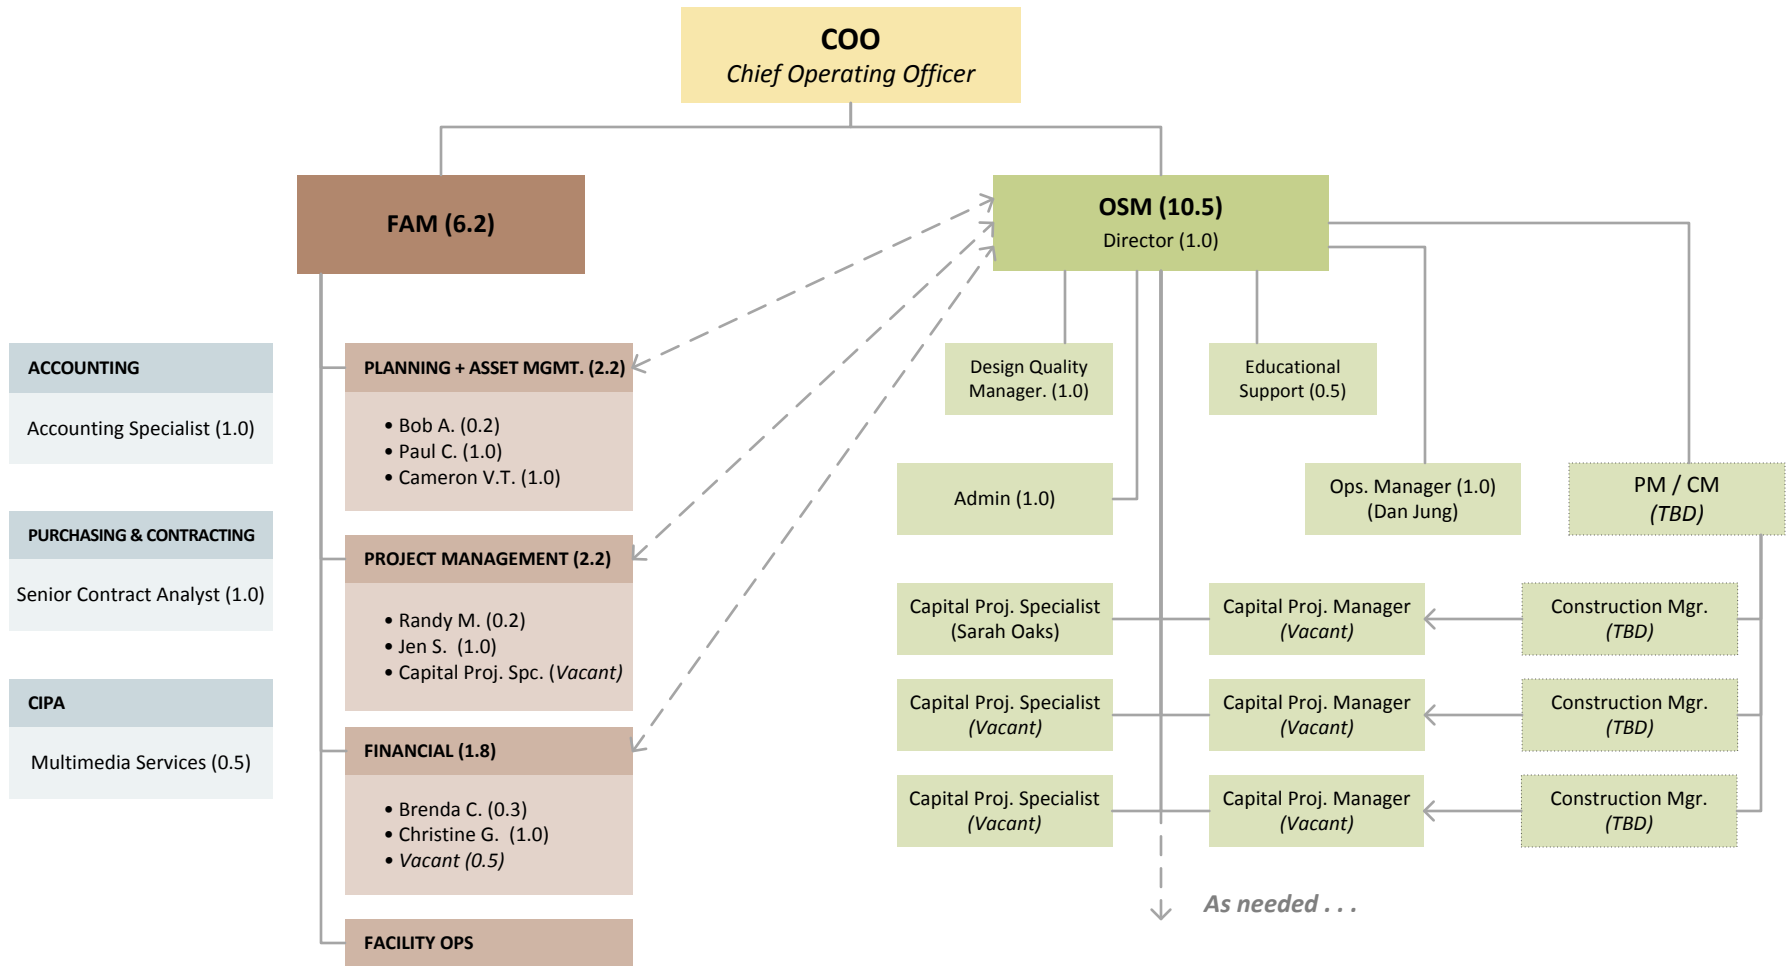 COO
Chief Operating Officer
FAM (6.2)
OSM (10.5)
Director (1.0)
ACCOUNTING
Accounting Specialist (1.0)
PURCHASING & CONTRACTING
Senior Contract Analyst (1.0)
CIPA
Multimedia Services (0.5)
PLANNING + ASSET MGMT. (2.2)
• Bob A. (0.2)
• Paul C. (1.0)
• Cameron V.T. (1.0)
PROJECT MANAGEMENT (2.2)
• Randy M. (0.2)
• Jen S.  (1.0)
• Capital Proj. Spc. (Vacant)
FINANCIAL (1.8)
• Brenda C. (0.3)
• Christine G.  (1.0)
• Vacant (0.5)
FACILITY OPS
Design Quality
Manager. (1.0)
Educational
Support (0.5)
Admin (1.0)
Ops. Manager (1.0)
(Dan Jung)
PM / CM
(TBD)
Capital Proj. Specialist
(Sarah Oaks)
Capital Proj. Manager
(Vacant)
Construction Mgr.
(TBD)
Capital Proj. Specialist
(Vacant)
Capital Proj. Manager
(Vacant)
Construction Mgr.
(TBD)
Capital Proj. Specialist
(Vacant)
Capital Proj. Manager
(Vacant)
Construction Mgr.
(TBD)
As needed . . .